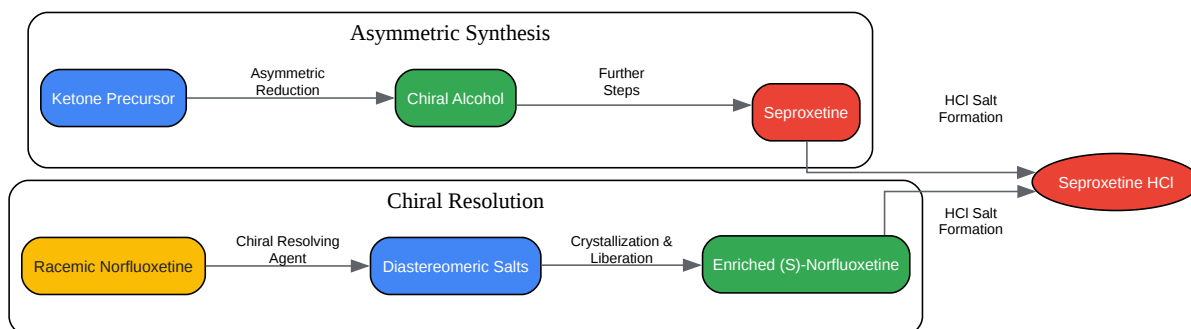 Asymmetric Synthesis
Ketone Precursor
Asymmetric
Reduction
Chiral Alcohol
Further
Steps
Seproxetine
HCl Salt
Formation
Seproxetine HCl
Chiral Resolution
Racemic Norfluoxetine
Chiral Resolving
Agent
Diastereomeric Salts
Crystallization &
Liberation
Enriched (S)-Norfluoxetine
HCl Salt
Formation